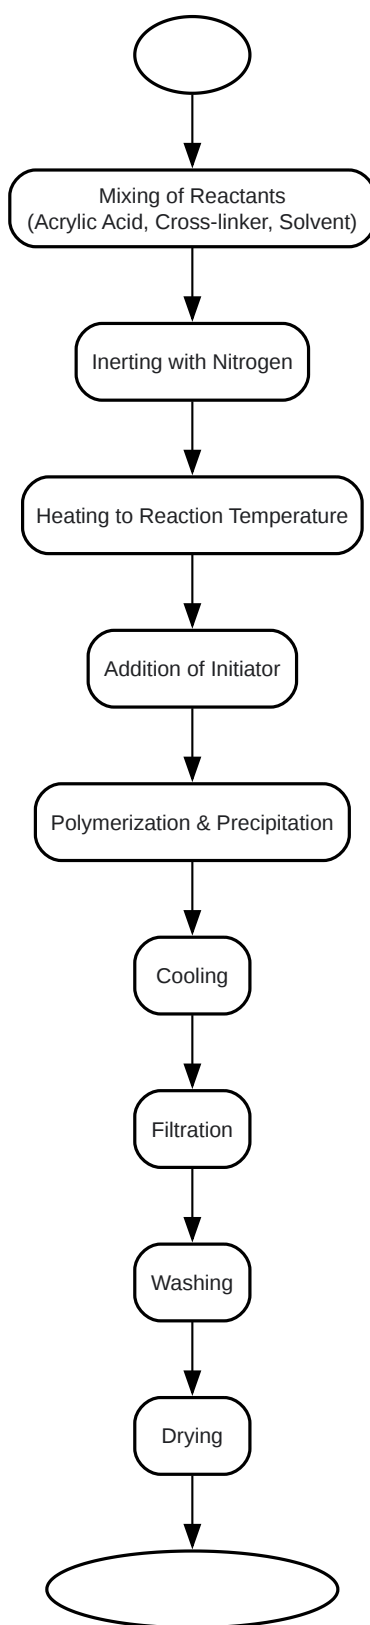 Mixing of Reactants
(Acrylic Acid, Cross-linker, Solvent)
Inerting with Nitrogen
Heating to Reaction Temperature
Addition of Initiator
Polymerization & Precipitation
Cooling
Filtration
Washing
Drying